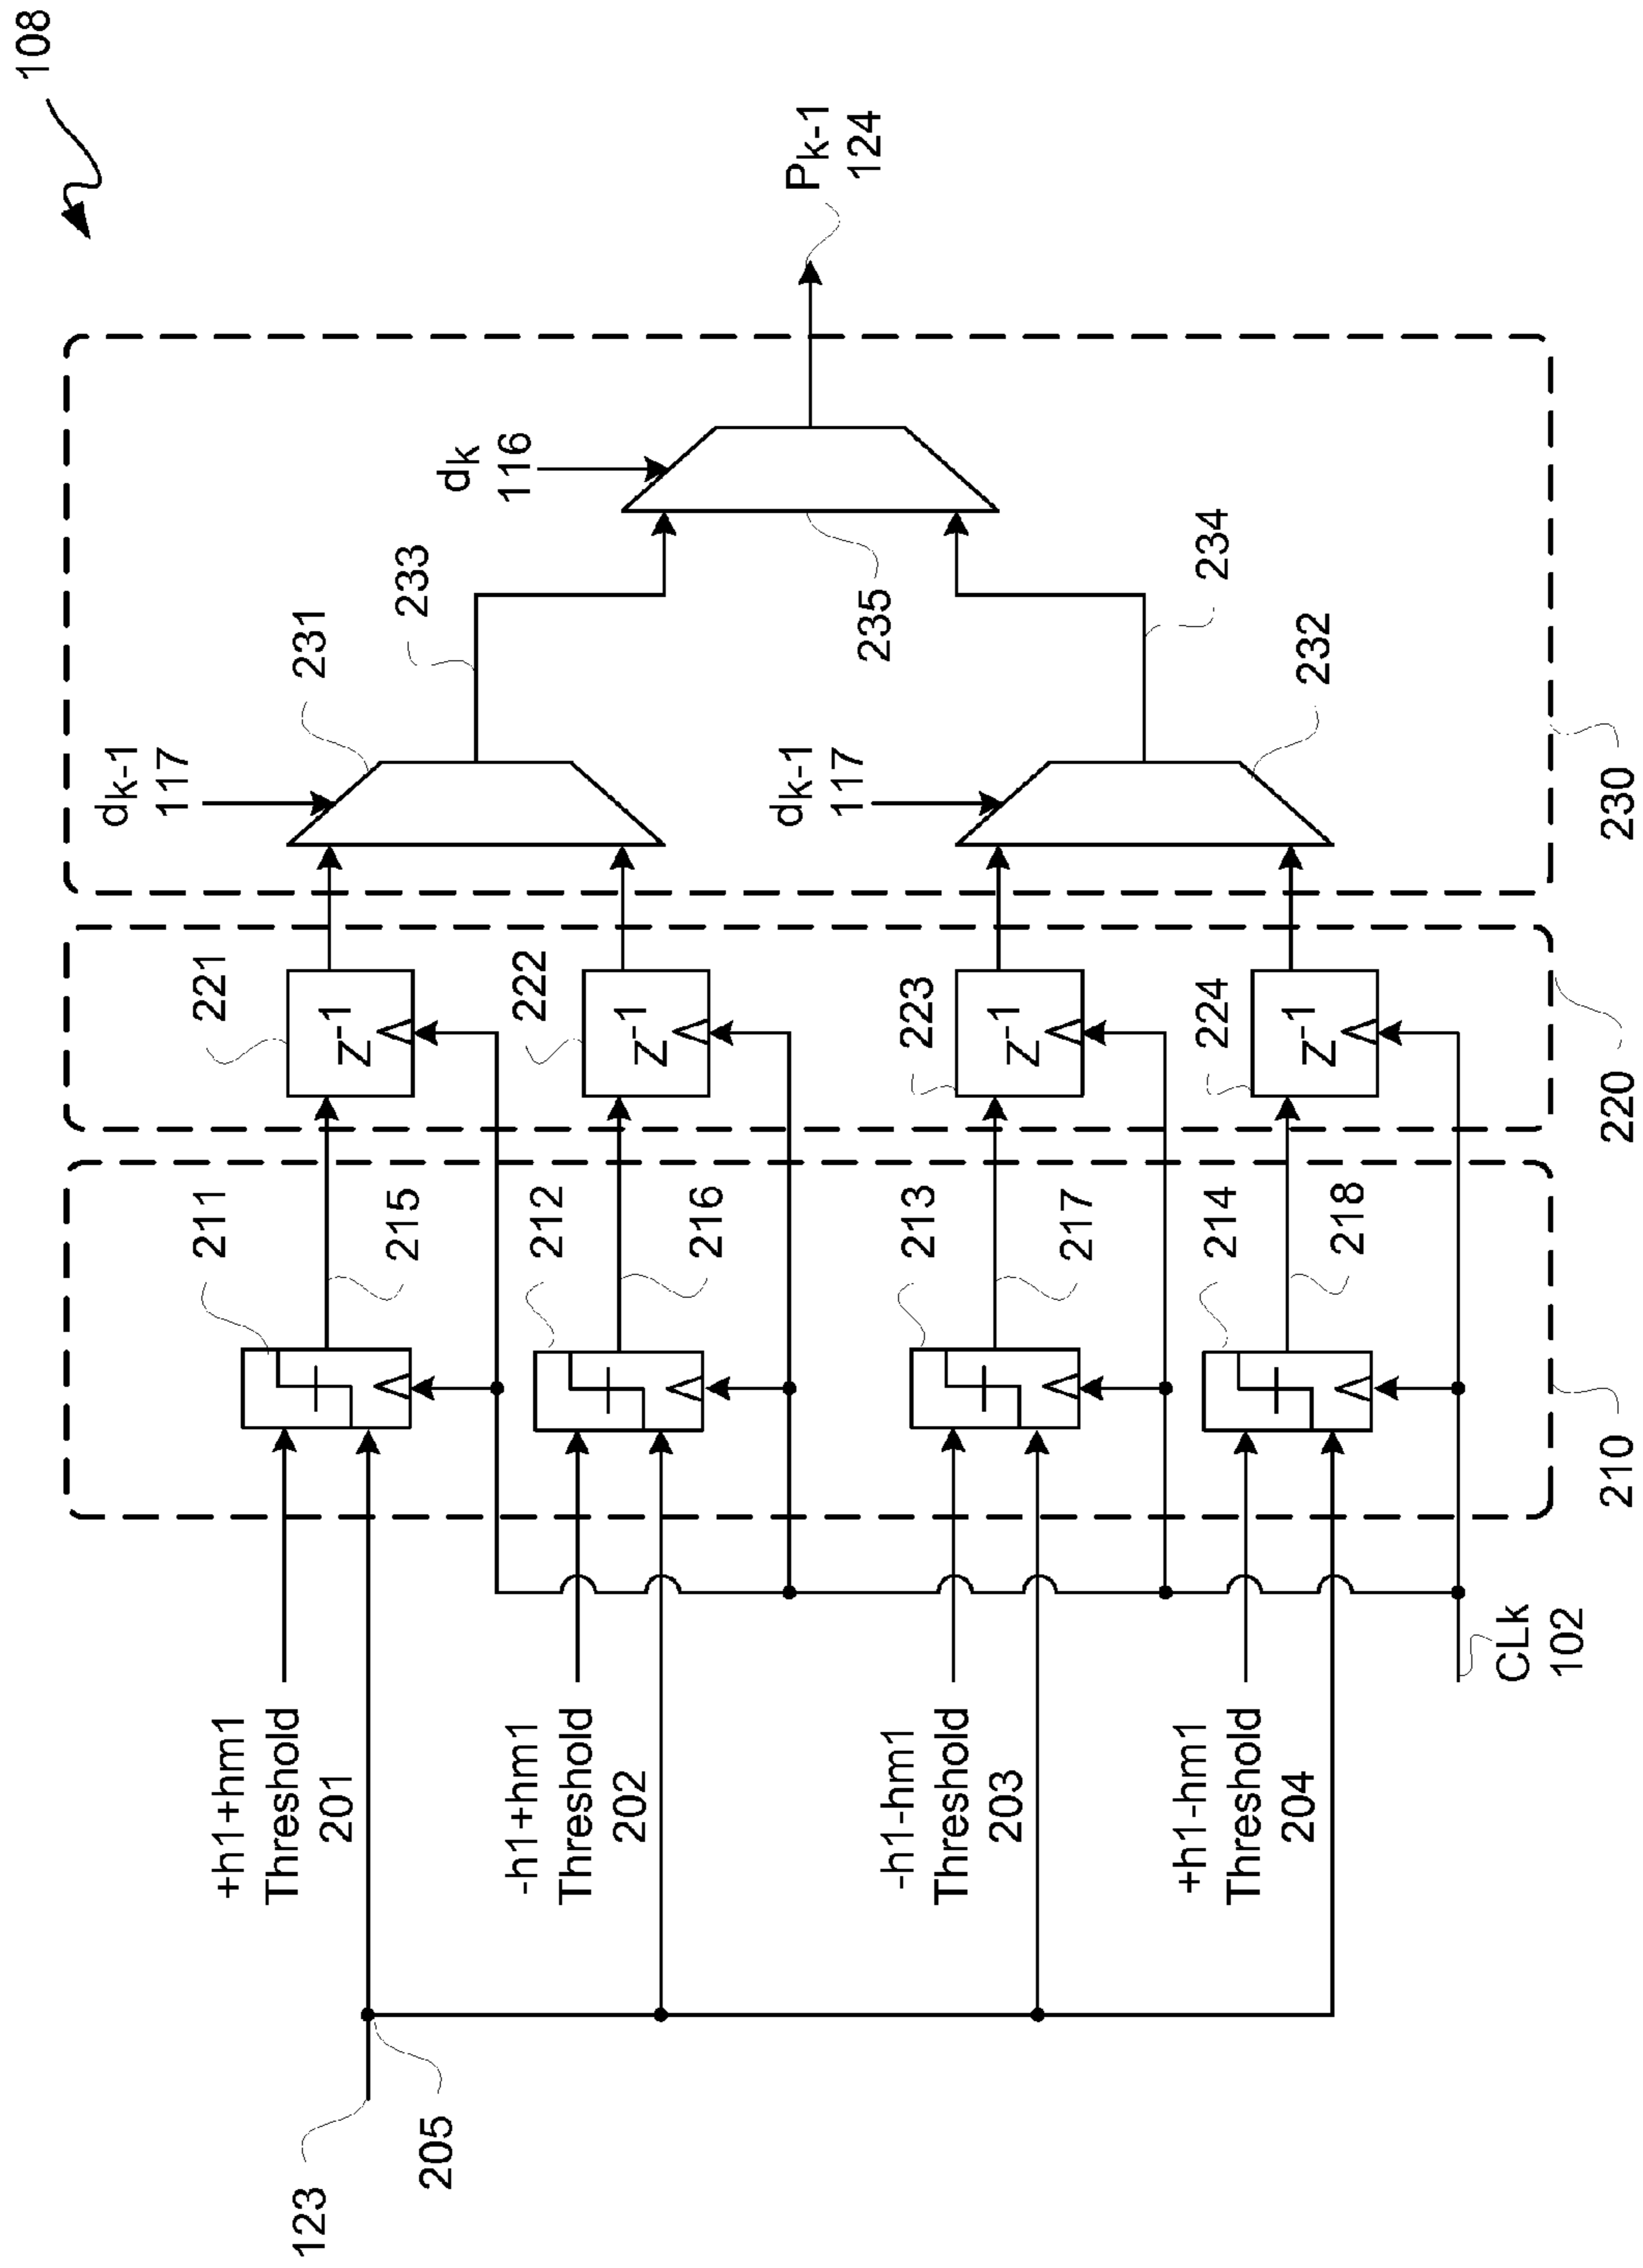 108
P k-1
124
dk
116
233
234
235
231
232
dk-1
117
dk-1
117
230
221
222
223
224
Z-1
Z-1
Z-1
Z-1
220
211
215
212
216
213
217
214
218
210
+h1+hm1
Threshold
201
-h1+hm1
Threshold
202
-h1-hm1
Threshold
203
+h1-hm1
Threshold
204
CLk
102
123
205